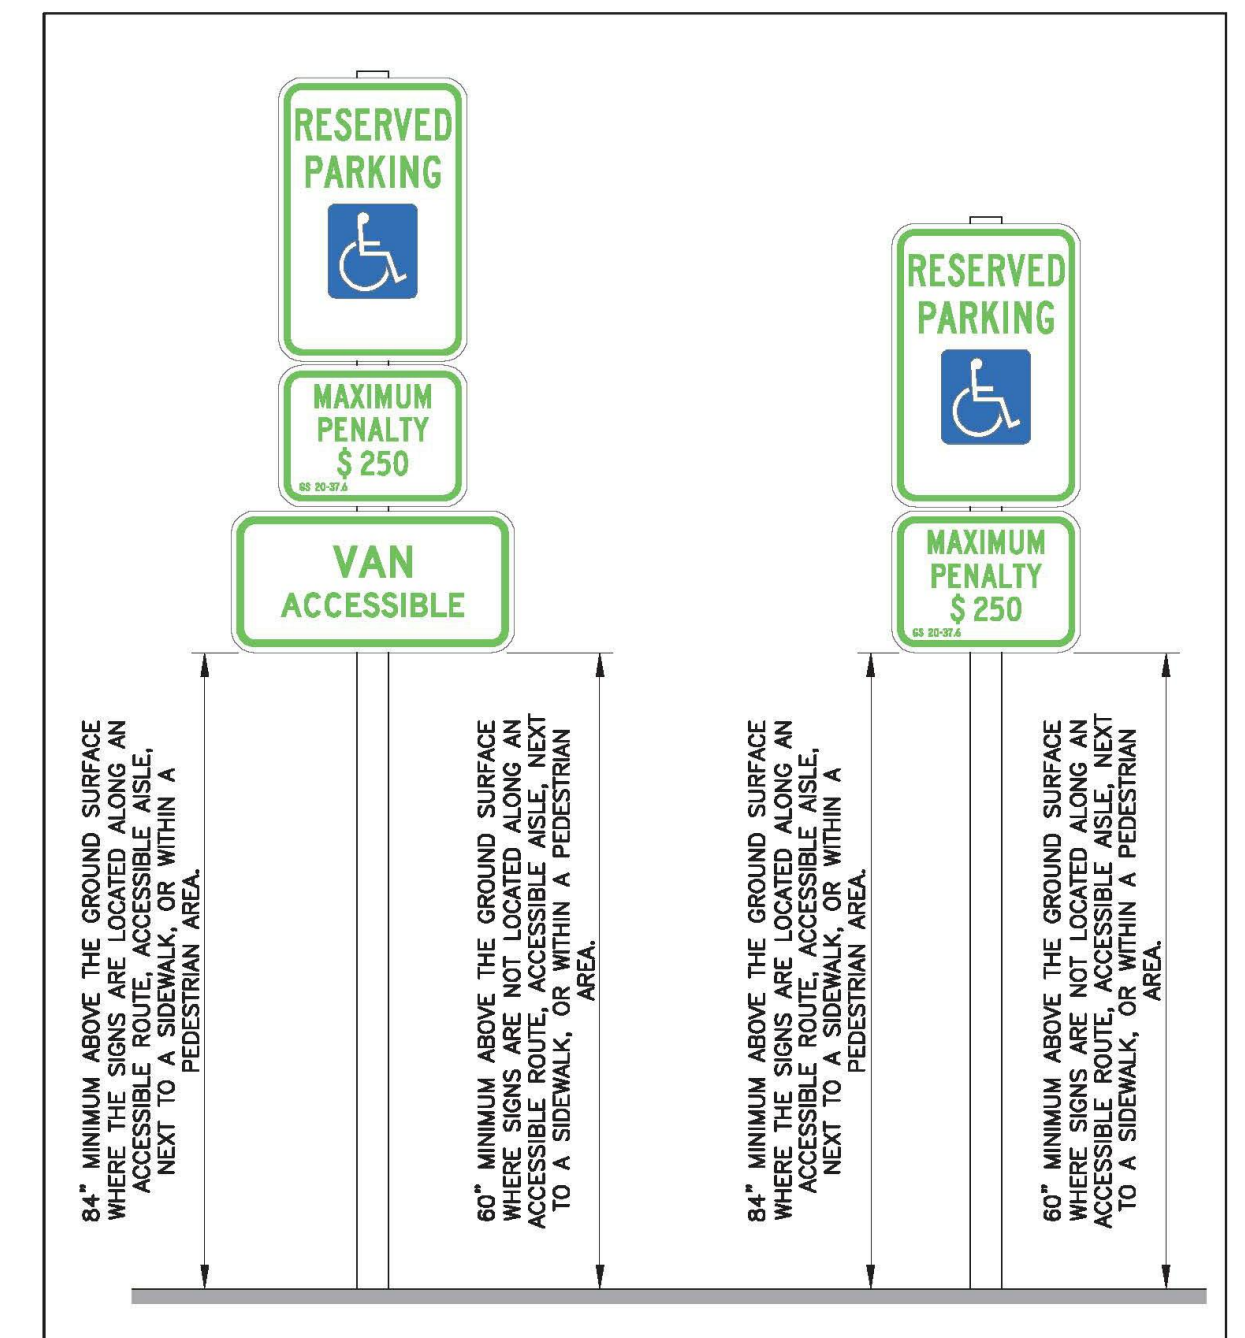 RESERVED
PARKING
MAXIMUM
PENALTY
$ 250
GS 20-37.6
VAN
ACCESSIBLE
84" MINIMUM ABOVE THE GROUND SURFACE
WHERE THE SIGNS ARE LOCATED ALONG AN
ACCESSIBLE ROUTE, ACCESSIBLE AISLE,
NEXT TO A SIDEWALK, OR WITHIN A
PEDESTRIAN AREA.
60" MINIMUM ABOVE THE GROUND SURFACE
WHERE SIGNS ARE NOT LOCATED ALONG AN
ACCESSIBLE ROUTE, ACCESSIBLE AISLE, NEXT
TO A SIDEWALK, OR WITHIN A PEDESTRIAN
AREA.
RESERVED
PARKING
MAXIMUM
PENALTY
$ 250
GS 20-37.6
84" MINIMUM ABOVE THE GROUND SURFACE
WHERE THE SIGNS ARE LOCATED ALONG AN
ACCESSIBLE ROUTE, ACCESSIBLE AISLE,
NEXT TO A SIDEWALK, OR WITHIN A
PEDESTRIAN AREA.
60" MINIMUM ABOVE THE GROUND SURFACE
WHERE SIGNS ARE NOT LOCATED ALONG AN
ACCESSIBLE ROUTE, ACCESSIBLE AISLE, NEXT
TO A SIDEWALK, OR WITHIN A PEDESTRIAN
AREA.